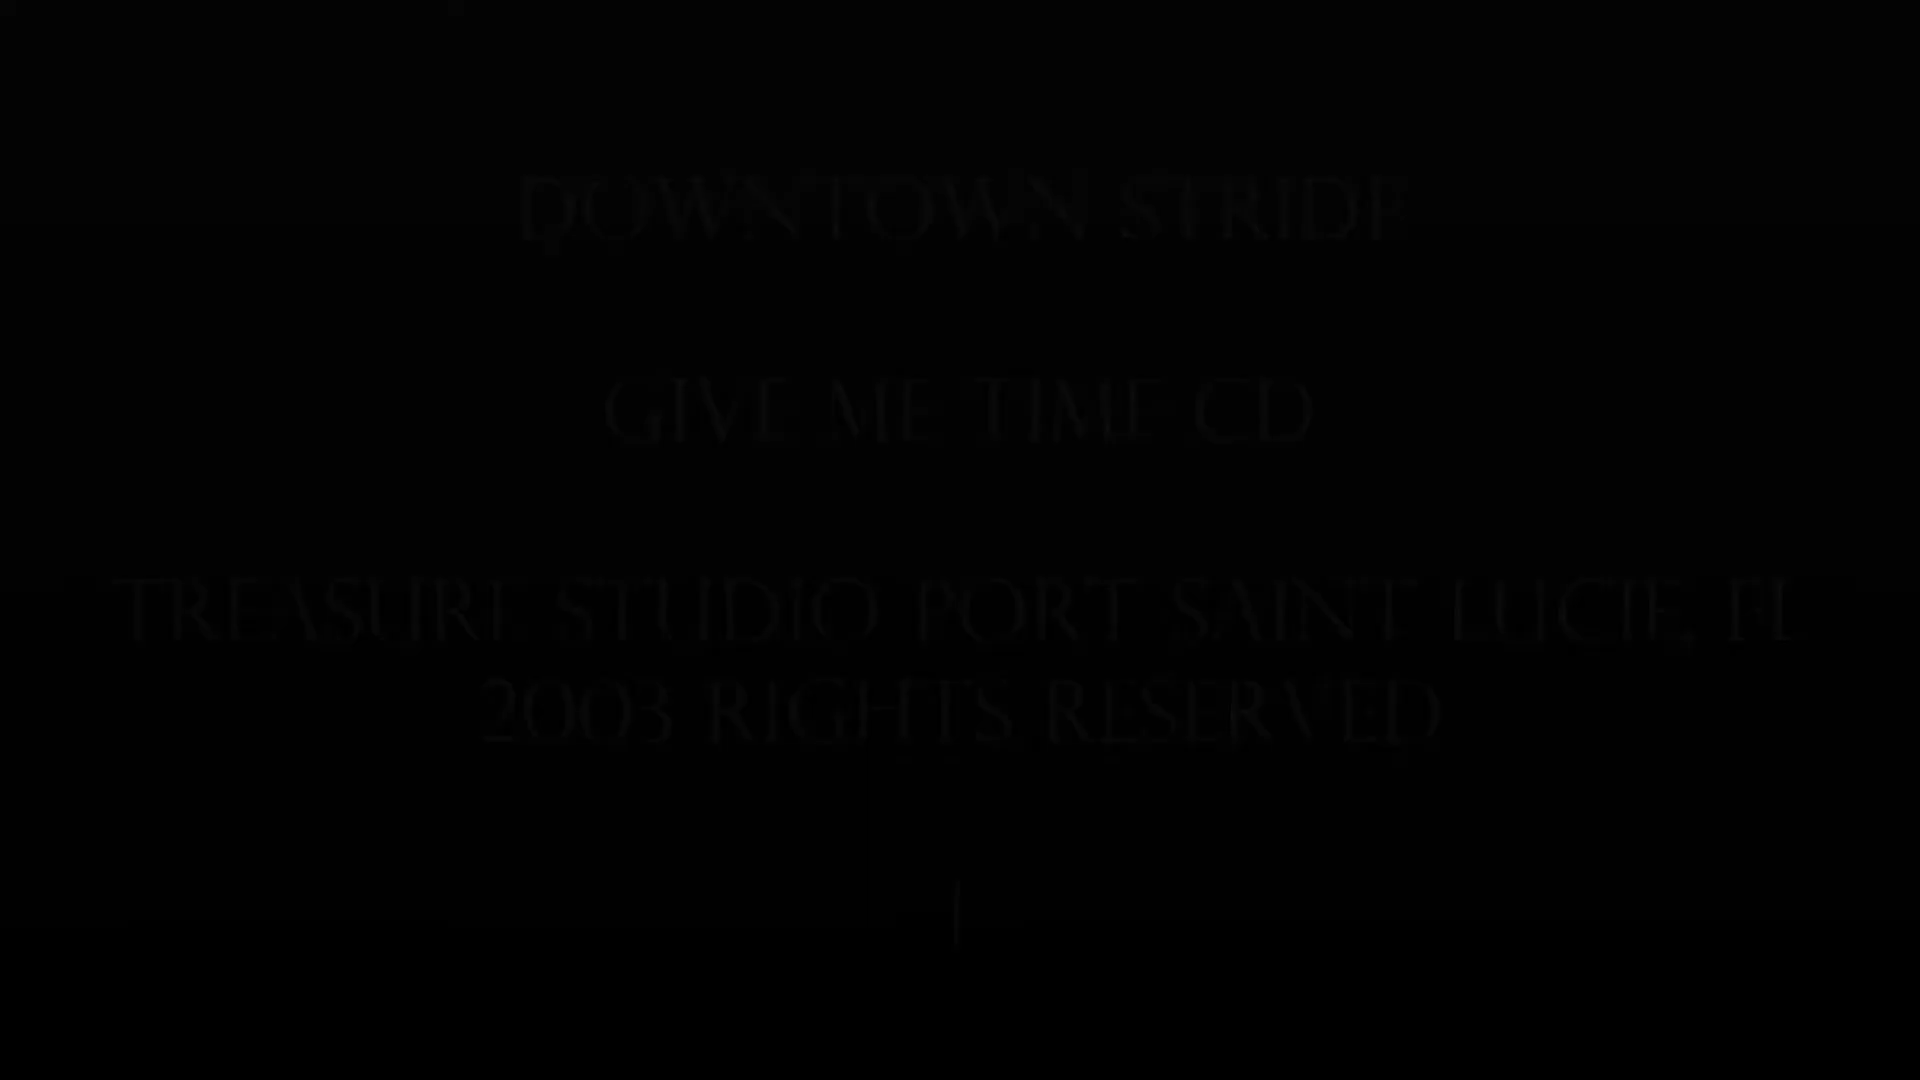 DOWNTOWN STRIDE
GIVE ME TIME CD
TREASURE STUDIO PORT SAINT LUCIE, FL
2003 RIGHTS RESERVED